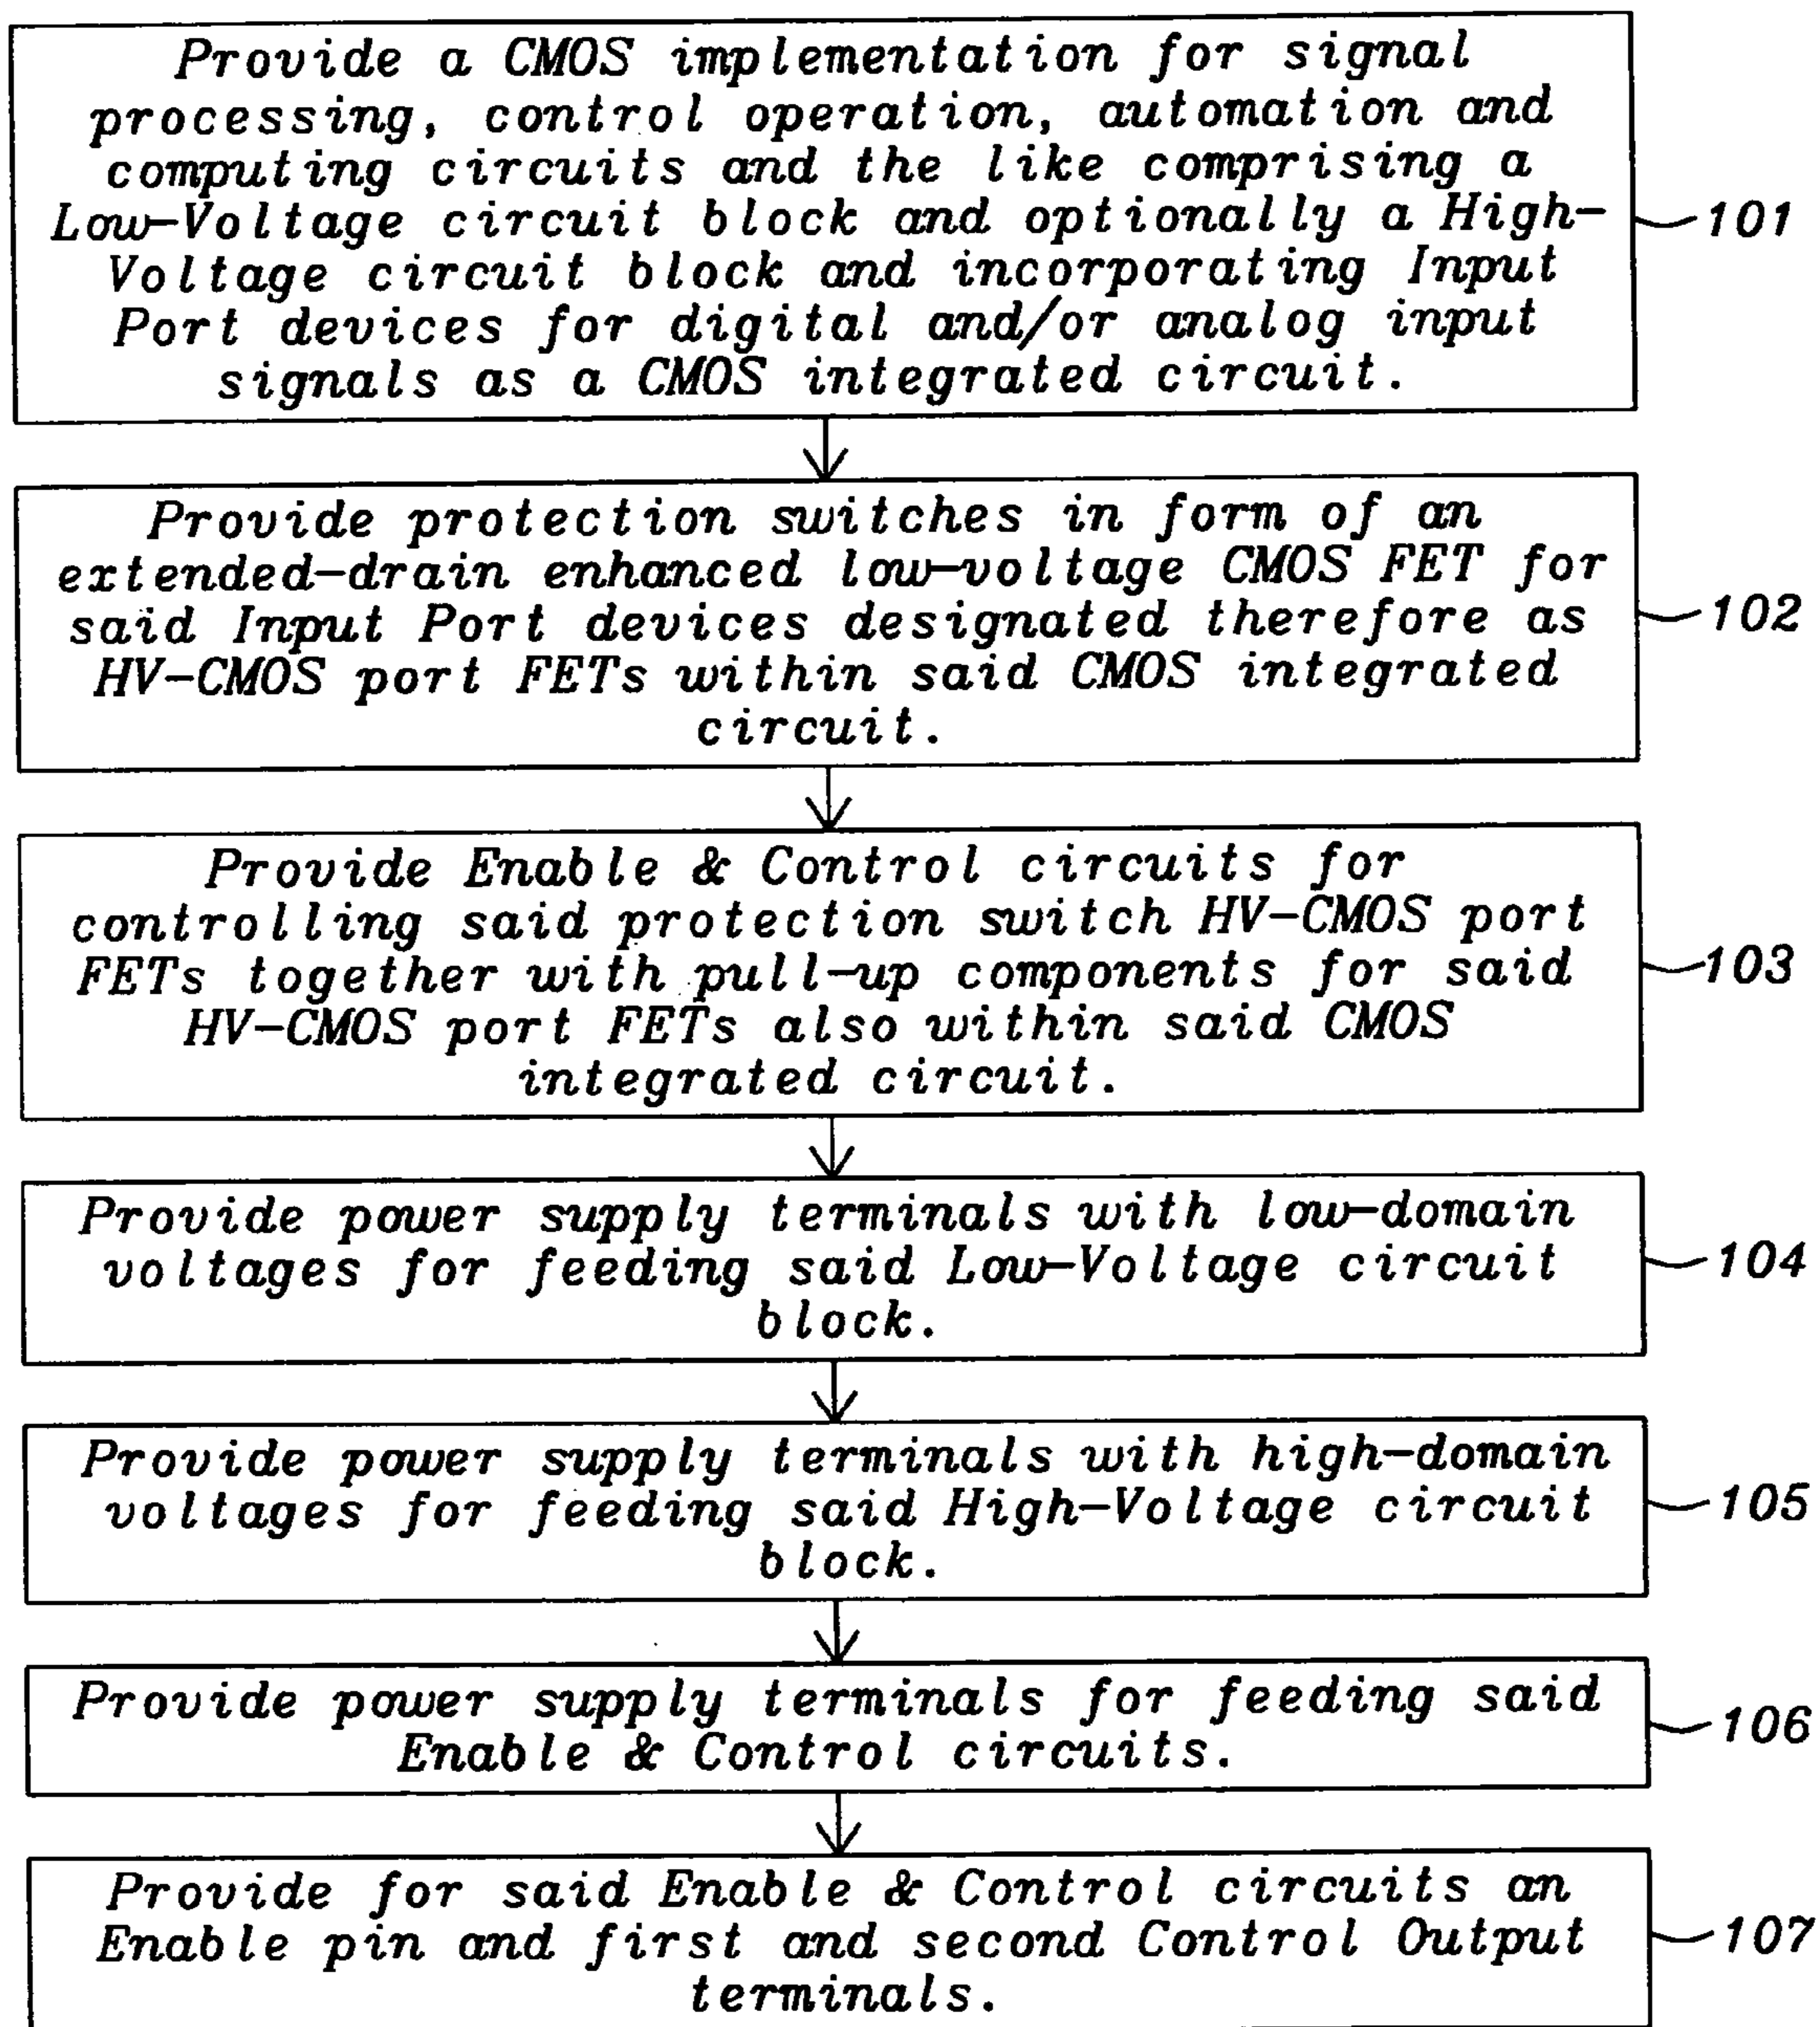 Provide a CMOS implementation for signal
processing, control operation, automation and
computing circuits and the like comprising a
Low-Voltage circuit block and optionally a High-
Voltage circuit block and incorporating Input
Port devices for digital and/or analog input
signals as a CMOS integrated circuit.
101
Provide protection switches in form of an
extended-drain enhanced low-voltage CMOS FET for
said Input Port devices designated therefore as
HV-CMOS port FETs within said CMOS integrated
circuit.
102
Provide Enable & Control circuits for
controlling said protection switch HV-CMOS port
FETs together with pull-up components for said
HV-CMOS port FETs also within said CMOS
integrated circuit.
103
Provide power supply terminals with low-domain
voltages for feeding said Low-Voltage circuit
block.
104
Provide power supply terminals with high-domain
voltages for feeding said High-Voltage circuit
block.
105
Provide power supply terminals for feeding said
Enable & Control circuits.
106
Provide for said Enable & Control circuits an
Enable pin and first and second Control Output
terminals.
107